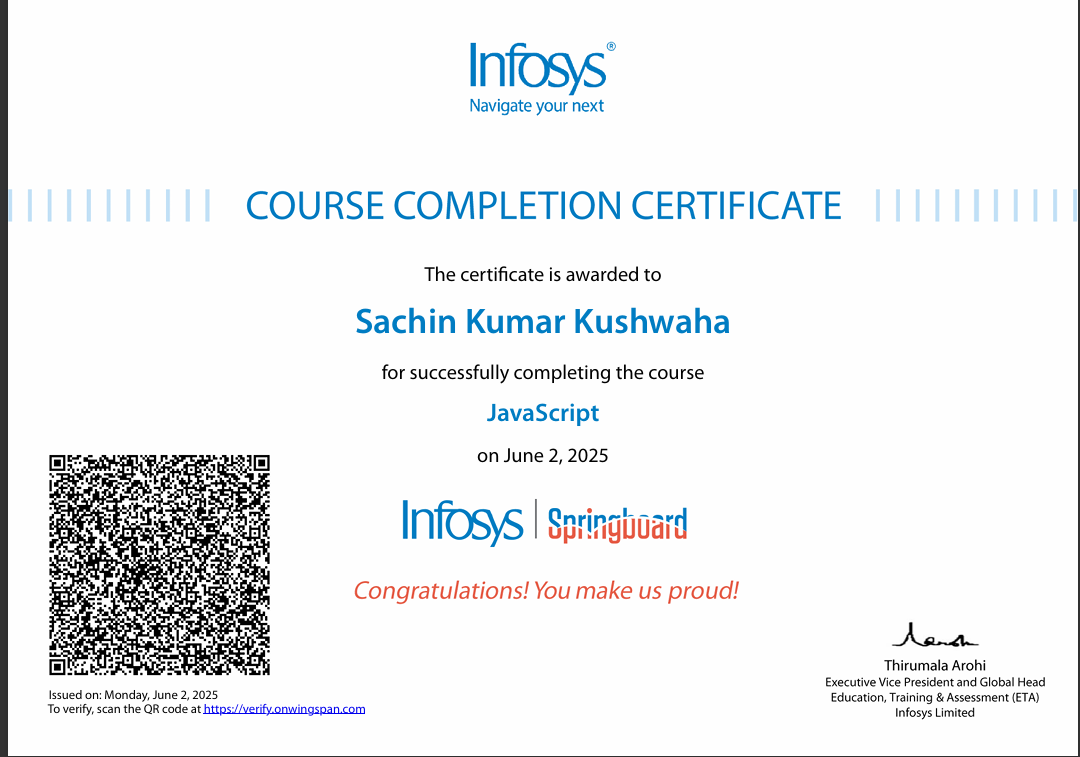 Infosys®
Navigate your next
COURSE COMPLETION CERTIFICATE
The certificate is awarded to
Sachin Kumar Kushwaha
for successfully completing the course
JavaScript
on June 2, 2025
Infosys | Springboard
Congratulations! You make us proud!
Issued on: Monday, June 2, 2025
To verify, scan the QR code at https://verify.onwingspan.com
Thirumala Arohi
Executive Vice President and Global Head
Education, Training & Assessment (ETA)
Infosys Limited